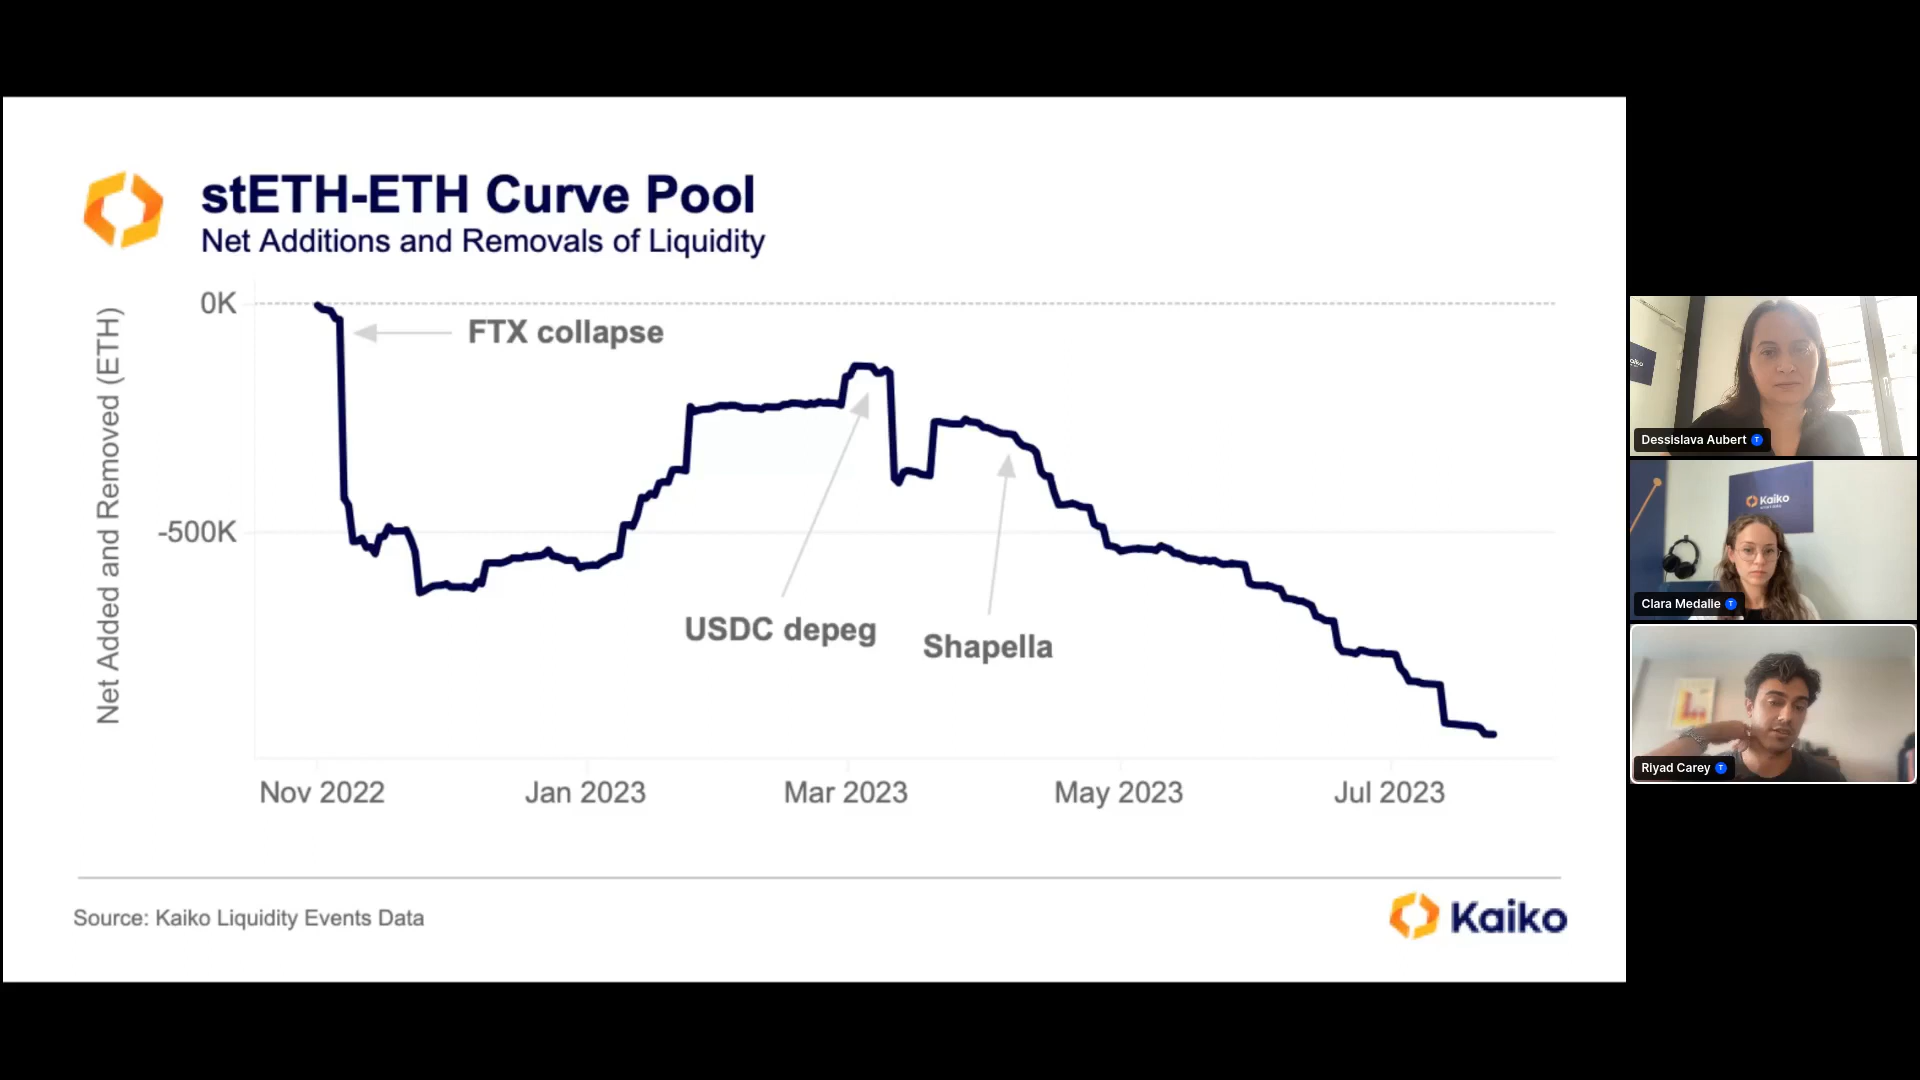 stETH-ETH Curve Pool
Net Additions and Removals of Liquidity
Net Added and Removed (ETH)
0K
-500K
FTX collapse
USDC depeg
Shapella
Nov 2022
Jan 2023
Mar 2023
May 2023
Jul 2023
Source: Kaiko Liquidity Events Data
Kaiko
Dessislava Aubert
T
Kaiko
Clara Medalie
T
Riyad Carey
T